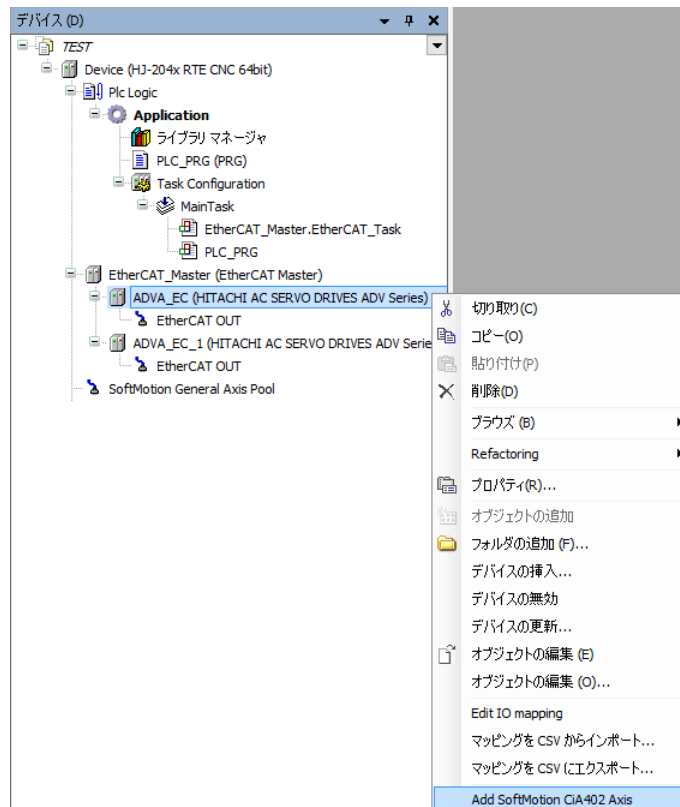 デバイス (D)
TEST
Device (HJ-204x RTE CNC 64bit)
Plc Logic
Application
ライブラリ マネージャ
PLC_PRG (PRG)
Task Configuration
MainTask
EtherCAT_Master.EtherCAT_Task
PLC_PRG
EtherCAT_Master (EtherCAT Master)
ADVA_EC (HITACHI AC SERVO DRIVES ADV Series)
EtherCAT OUT
ADVA_EC_1 (HITACHI AC SERVO DRIVES ADV Serie
EtherCAT OUT
SoftMotion General Axis Pool
切り取り(C)
コピー(O)
貼り付け(P)
削除(D)
ブラウズ (B)
Refactoring
プロパティ(R)...
オブジェクトの追加
フォルダの追加 (F)...
デバイスの挿入...
デバイスの無効
デバイスの更新...
オブジェクトの編集 (E)
オブジェクトの編集 (O)...
Edit IO mapping
マッピングを CSV からインポート...
マッピングを CSV にエクスポート...
Add SoftMotion CiA402 Axis